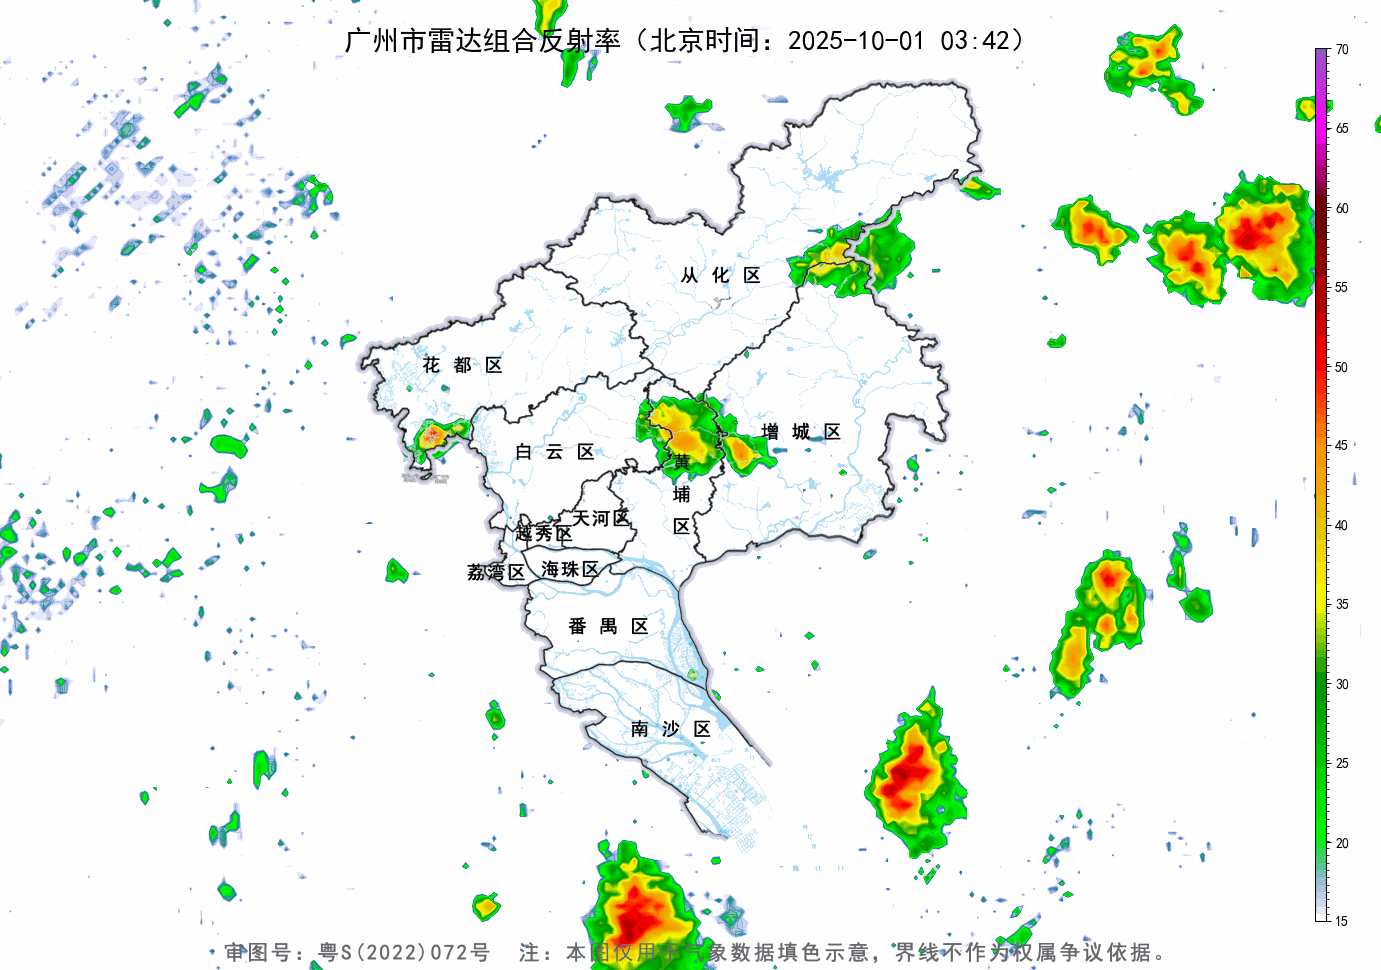 广州市雷达组合反射率（北京时间：2025-10-01 03:42）
70
65
60
55
50
45
40
35
30
25
20
15
从化区
花都区
增城区
白云区
黄埔区
天河区
越秀区
荔湾区
海珠区
番禺区
南沙区
审图号：粤S(2022)072号 注：本图仅用于气象数据填色示意，界线不作为权属争议依据。